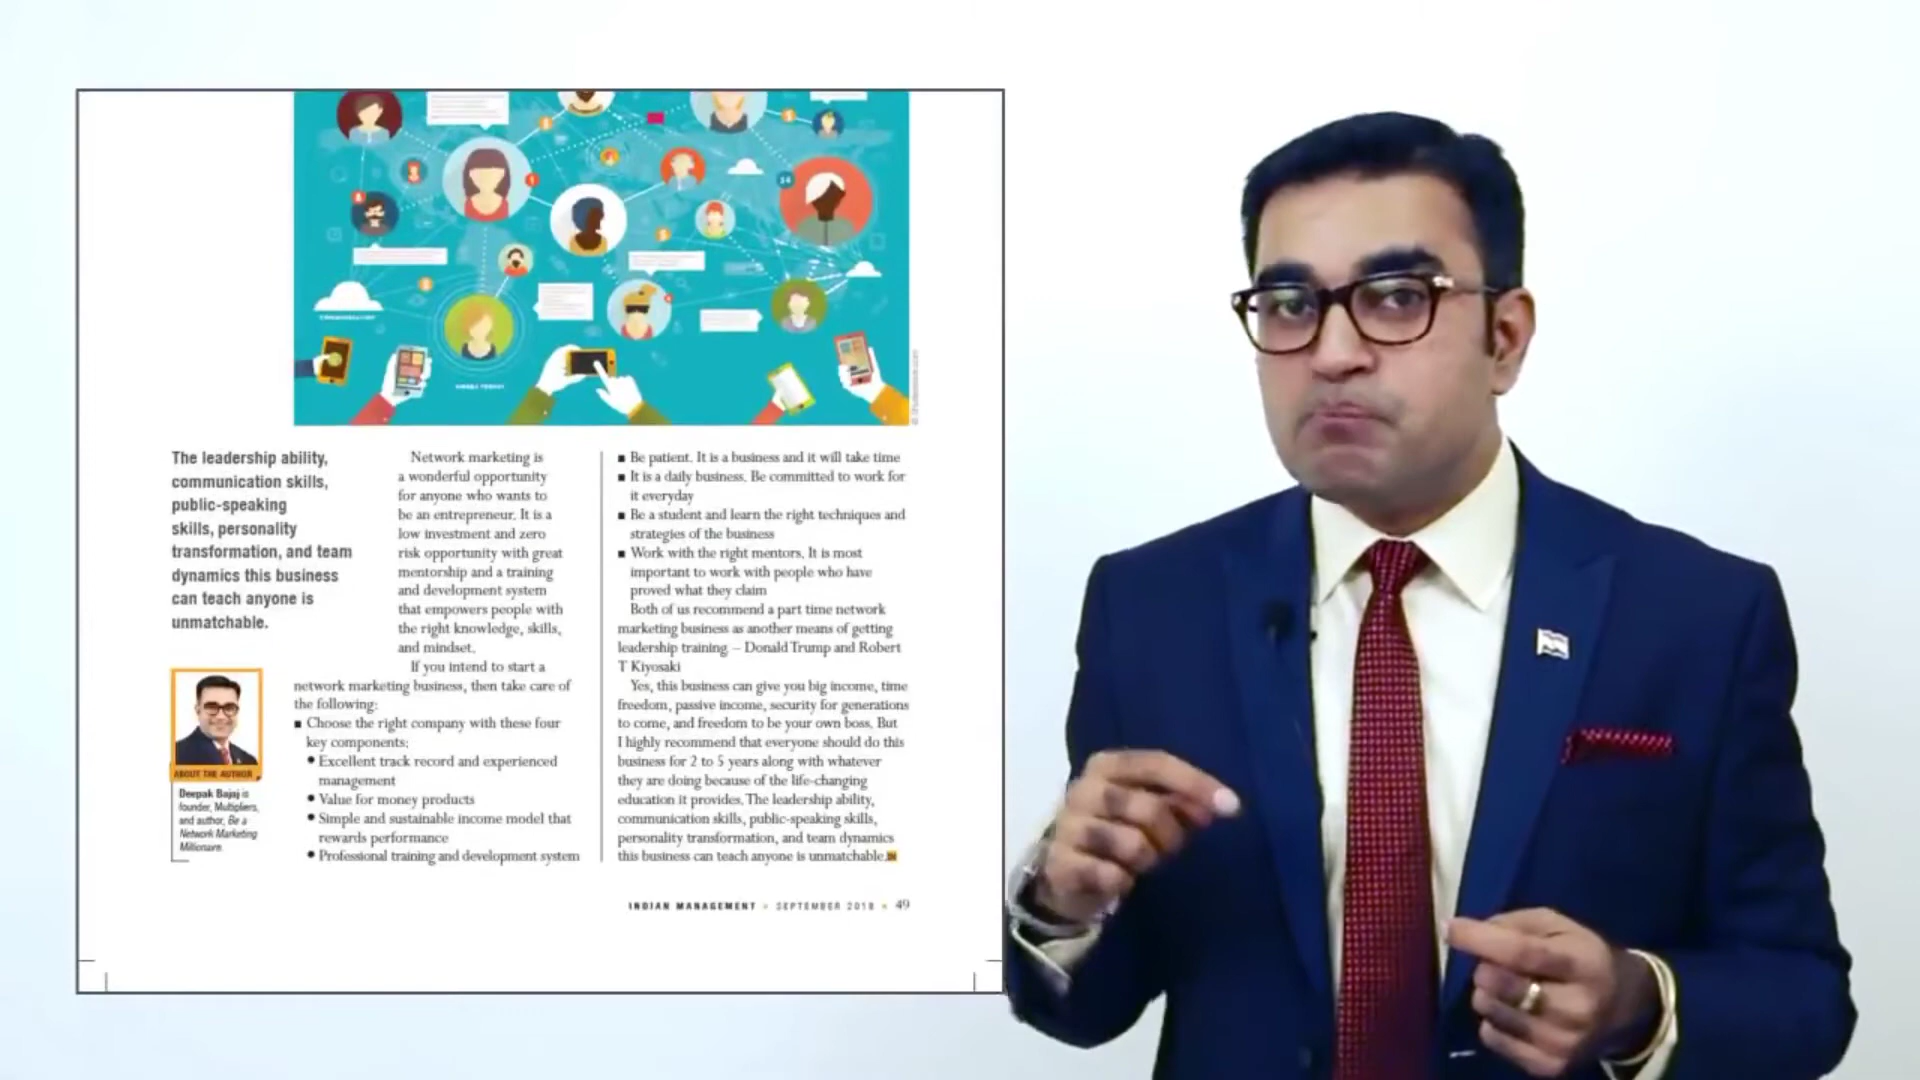 The leadership ability,
communication skills,
public-speaking
skills, personality
transformation, and team
dynamics this business
can teach anyone is
unmatchable.
ABOUT THE AUTHOR
Deepak Bajaj is
founder, Multipliers,
and author, Be a
Network Marketing
Millionaire.
Network marketing is
a wonderful opportunity
for anyone who wants to
be an entrepreneur. It is a
low investment and zero
risk opportunity with great
mentorship and a training
and development system
that empowers people with
the right knowledge, skills,
and mindset.
If you intend to start a
network marketing business, then take care of
the following:
■ Choose the right company with these four
key components:
● Excellent track record and experienced
management
● Value for money products
● Simple and sustainable income model that
rewards performance
● Professional training and development system
■ Be patient. It is a business and it will take time
■ It is a daily business. Be committed to work for
it everyday
■ Be a student and learn the right techniques and
strategies of the business
■ Work with the right mentors. It is most
important to work with people who have
proved what they claim
Both of us recommend a part time network
marketing business as another means of getting
leadership training. – Donald Trump and Robert
T Kiyosaki
Yes, this business can give you big income, time
freedom, passive income, security for generations
to come, and freedom to be your own boss. But
I highly recommend that everyone should do this
business for 2 to 5 years along with whatever
they are doing because of the life-changing
education it provides. The leadership ability,
communication skills, public-speaking skills,
personality transformation, and team dynamics
this business can teach anyone is unmatchable.
INDIAN MANAGEMENT ● SEPTEMBER 2018 ● 49